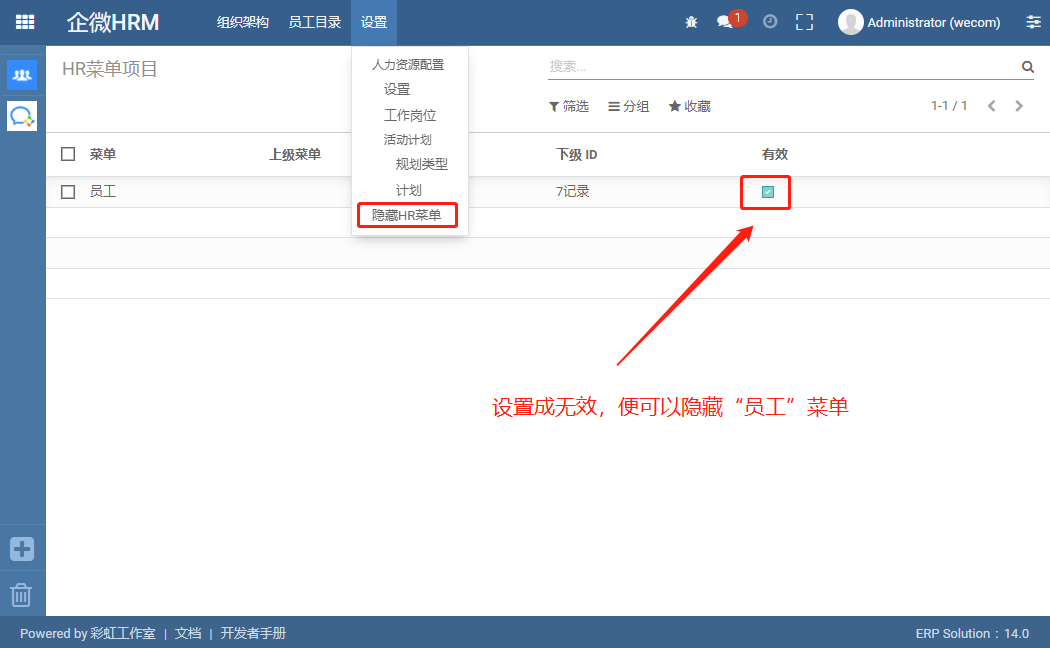 企微HRM
组织架构 员工目录 设置
1
Administrator (wecom)
HR菜单项目
搜索...
筛选 分组 收藏
1-1 / 1
人力资源配置
设置
工作岗位
活动计划
规划类型
计划
隐藏HR菜单
菜单 上级菜单 下级 ID 有效
员工 7记录
设置成无效，便可以隐藏“员工”菜单
Powered by 彩虹工作室 | 文档 | 开发者手册
ERP Solution：14.0